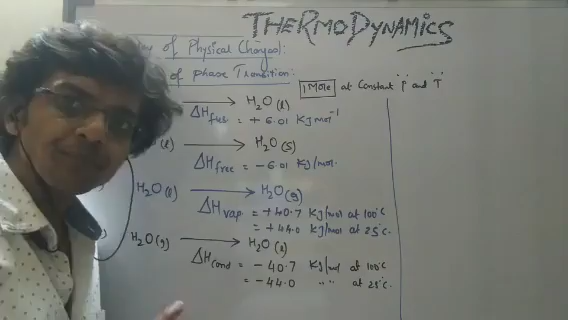 THERMODYNAMICS
of Physical Changes):
of phase Transition:
1 Mole at Constant 'P' and 'T'
→ H₂O(l)
ΔHfus = + 6.01 KJ mol⁻¹
(l) → H₂O(s)
ΔHfree = - 6.01 KJ/mol.
H₂O(l) → H₂O(g)
ΔHvap = +40.7 KJ/mol at 100°C
= +44.0 KJ/mol at 25°C.
H₂O(g) → H₂O(l)
ΔHcond = - 40.7 KJ/mol at 100°C
= - 44.0 " " at 25°C.